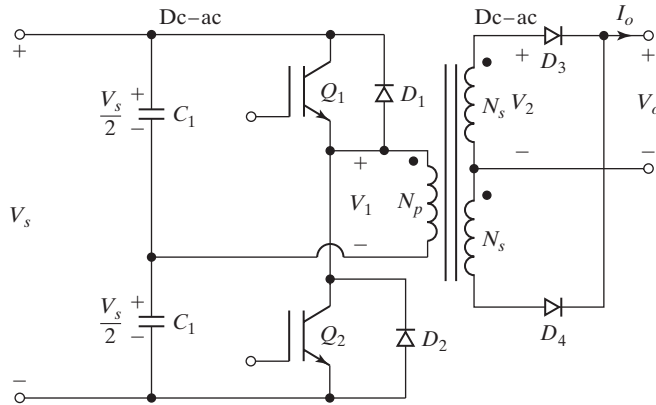 Dc–ac
Dc–ac
I_o
+
+
+
D_3
Q_1
D_1
V_s/2
+
−
C_1
N_s
V_2
V_o
+
−
−
V_1
N_p
V_s
−
N_s
V_s/2
+
−
C_1
Q_2
D_2
D_4
−